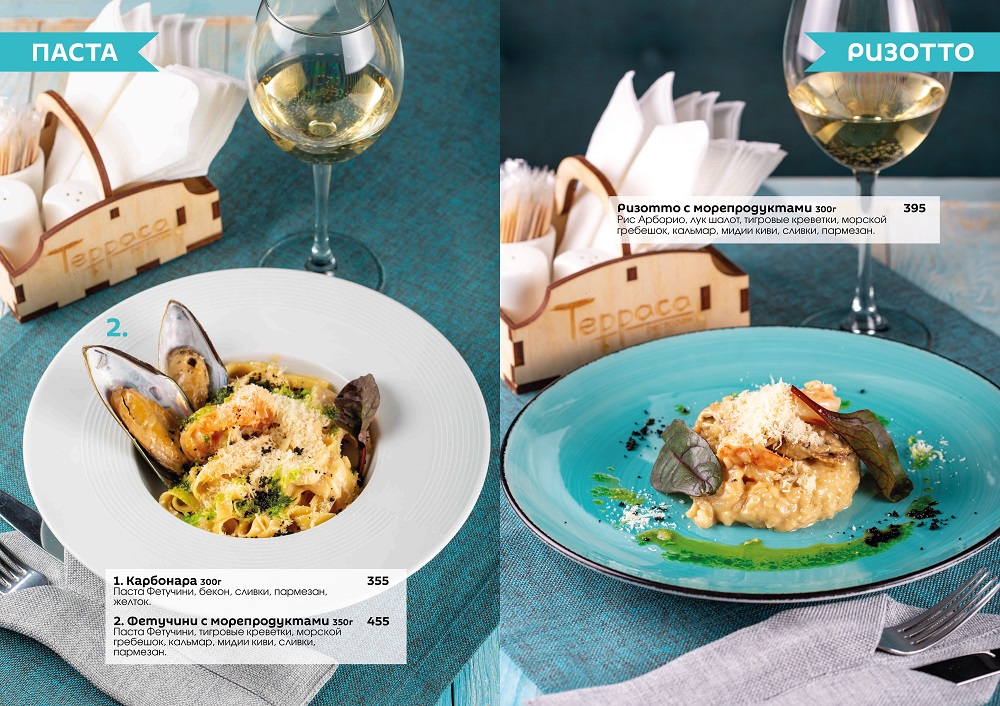 ПАСТА
Терраса
2.
1. Карбонара 300г 355
Паста Фетучини, бекон, сливки, пармезан,
желток.
2. Фетучини с морепродуктами 350г 455
Паста Фетучини, тигровые креветки, морской
гребешок, кальмар, мидии киви, сливки,
пармезан.
РИЗОТТО
Ризотто с морепродуктами 300г 395
Рис Арборио, лук шалот, тигровые креветки, морской
гребешок, кальмар, мидии киви, сливки, пармезан.
Терраса